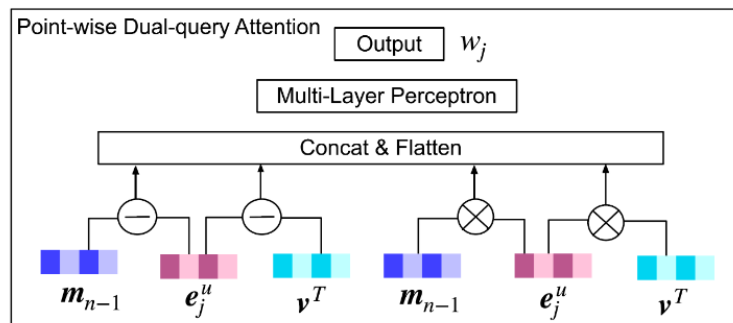 Point-wise Dual-query Attention
Output w_j
Multi-Layer Perceptron
Concat & Flatten
m_{n-1} e_j^u v^T m_{n-1} e_j^u v^T